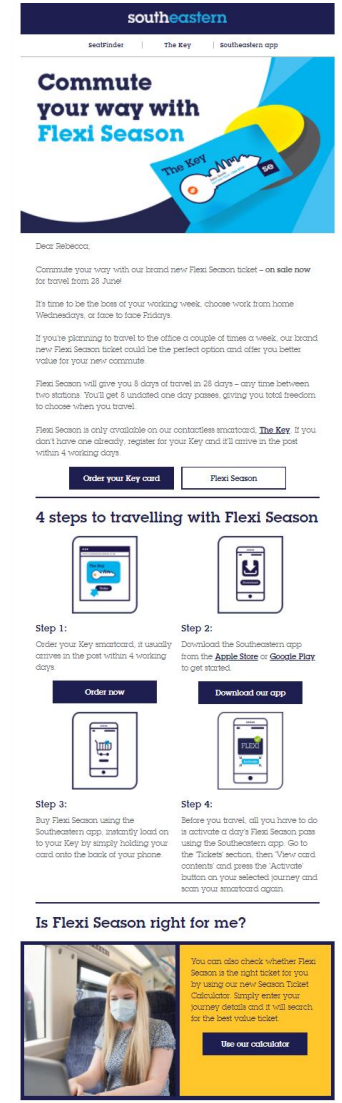 southeastern
SeatFinder | The Key | Southeastern app
Commute
your way with
Flexi Season
The Key
se
Dear Rebecca,
Commute your way with our brand new Flexi Season ticket – on sale now
for travel from 28 June!
It's time to be the boss of your working week, choose work from home
Wednesdays, or face to face Fridays.
If you're planning to travel to the office a couple of times a week, our brand
new Flexi Season ticket could be the perfect option and offer you better
value for your new commute.
Flexi Season will give you 8 days of travel in 28 days – any time between
two stations. You'll get 8 undated one day passes, giving you total freedom
to choose when you travel.
Flexi Season is only available on our contactless smartcard, The Key. If you
don't have one already, register for your Key and it'll arrive in the post
within 4 working days.
Order your Key card
Flexi Season
4 steps to travelling with Flexi Season
The Key
Step 1:
Order your Key smartcard, it usually
arrives in the post within 4 working
days.
Order now
Step 2:
Download the Southeastern app
from the Apple Store or Google Play
to get started.
Download our app
Step 3:
Buy Flexi Season using the
Southeastern app, instantly load on
to your Key by simply holding your
card onto the back of your phone.
FLEXI
Step 4:
Before you travel, all you have to do
is activate a day's Flexi Season pass
using the Southeastern app. Go to
the 'Tickets' section, then 'View card
contents' and press the 'Activate'
button on your selected journey and
scan your smartcard again.
Is Flexi Season right for me?
You can also check whether Flexi
Season is the right ticket for you
by using our new Season Ticket
Calculator. Simply enter your
journey details and it will search
for the best value ticket.
Use our calculator